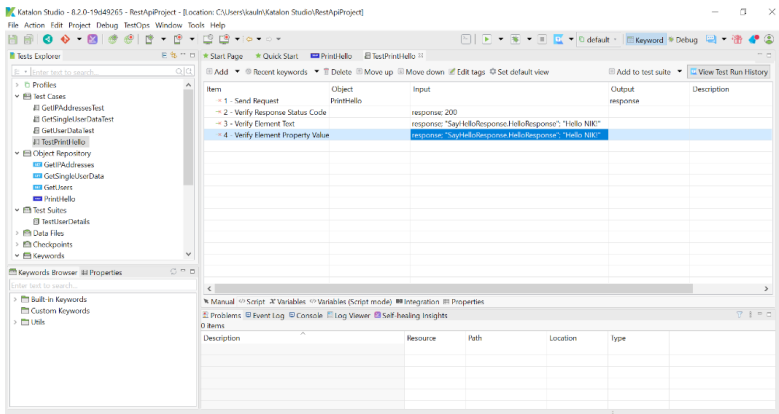 Katalon Studio - 8.2.0-19d49265 - RestApiProject - [Location: C:\Users\kauln\Katalon Studio\RestApiProject]
File Action Edit Project Debug TestOps Window Tools Help
default Keyword Debug
Tests Explorer
Enter text to search...
Profiles
Test Cases
GetIPAddressesTest
GetSingleUserDataTest
GetUserDataTest
TestPrintHello
Object Repository
GetIPAddresses
GetSingleUserData
GetUsers
PrintHello
Test Suites
TestUserDetails
Data Files
Checkpoints
Keywords
Keywords Browser Properties
Enter text to search...
Built-in Keywords
Custom Keywords
Utils
Start Page Quick Start PrintHello TestPrintHello
Add Recent keywords Delete Move up Move down Edit tags Set default view Add to test suite View Test Run History
Item Object Input Output Description
1 - Send Request PrintHello response
2 - Verify Response Status Code response; 200
3 - Verify Element Text response; "SayHelloResponse.HelloResponse"; "Hello NIK!"
4 - Verify Element Property Value response; "SayHelloResponse.HelloResponse"; "Hello NIK!"
Manual Script Variables Variables (Script mode) Integration Properties
Problems Event Log Console Log Viewer Self-healing Insights
0 items
Description Resource Path Location Type